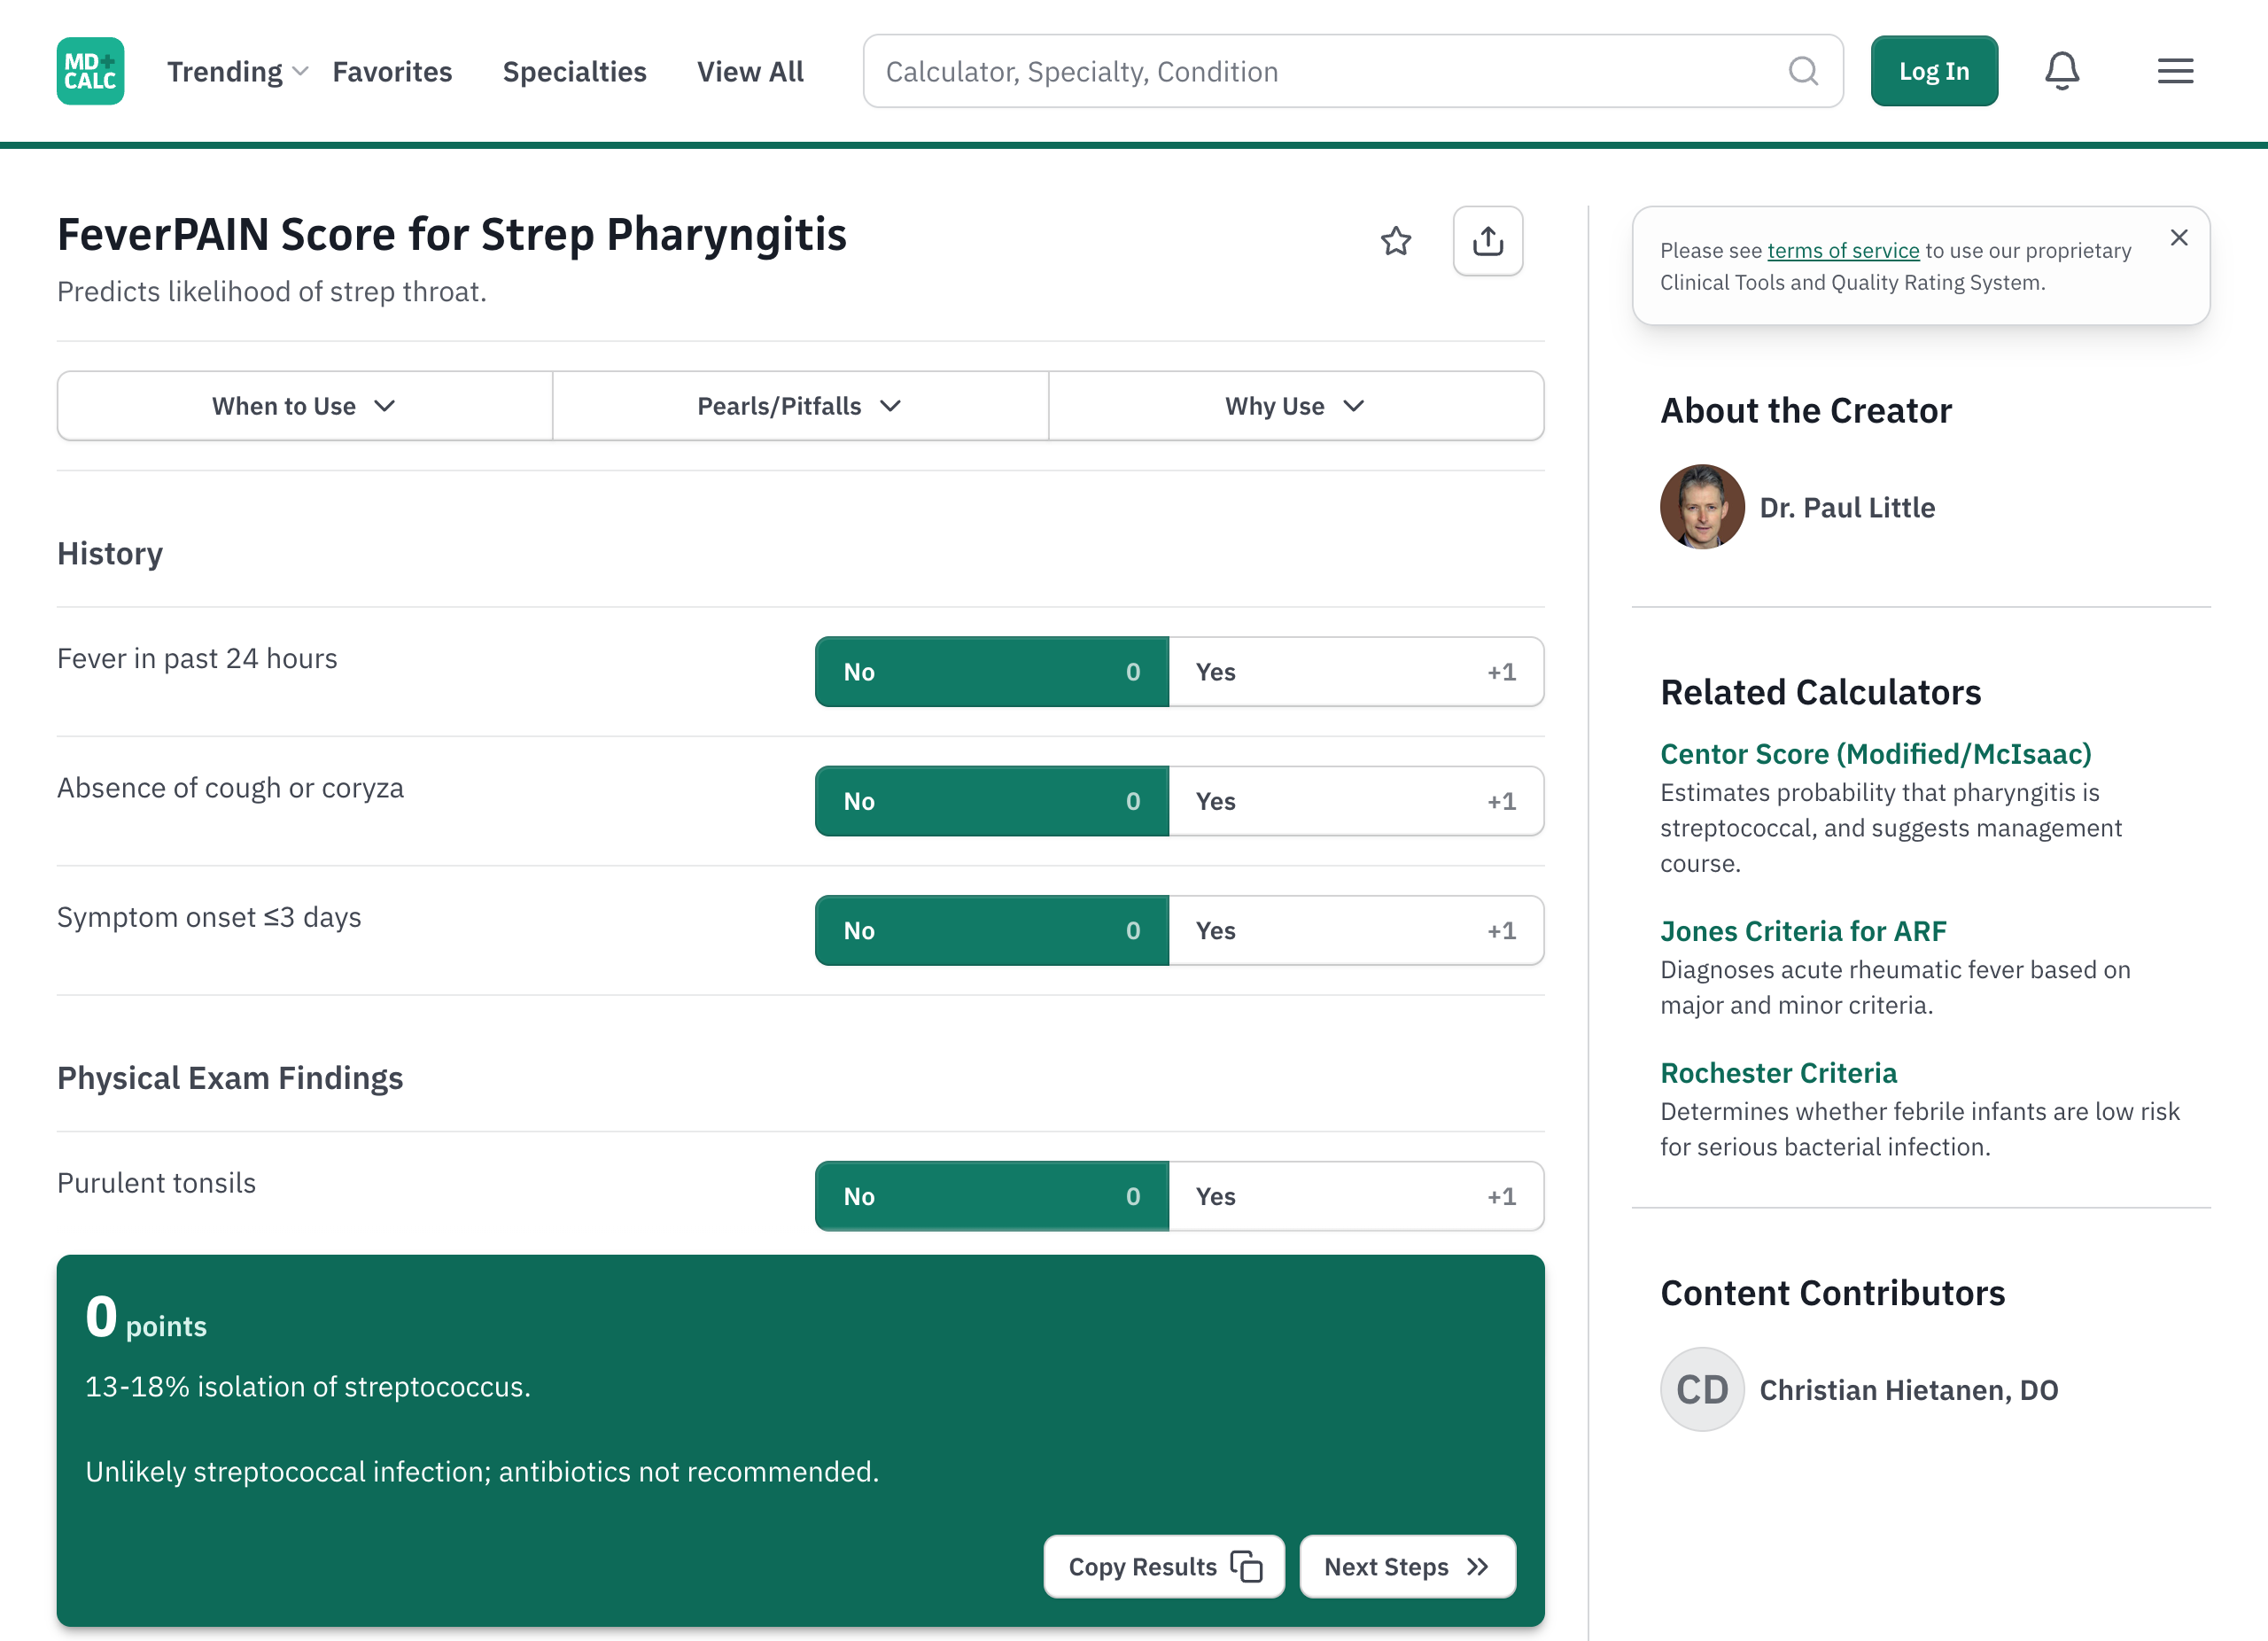 MD+
CALC
Trending
Favorites
Specialties
View All
Calculator, Specialty, Condition
Log In
FeverPAIN Score for Strep Pharyngitis
Predicts likelihood of strep throat.
When to Use
Pearls/Pitfalls
Why Use
History
Fever in past 24 hours
No 0
Yes +1
Absence of cough or coryza
No 0
Yes +1
Symptom onset ≤3 days
No 0
Yes +1
Physical Exam Findings
Purulent tonsils
No 0
Yes +1
0 points
13-18% isolation of streptococcus.
Unlikely streptococcal infection; antibiotics not recommended.
Copy Results
Next Steps
Please see terms of service to use our proprietary
Clinical Tools and Quality Rating System.
About the Creator
Dr. Paul Little
Related Calculators
Centor Score (Modified/McIsaac)
Estimates probability that pharyngitis is
streptococcal, and suggests management
course.
Jones Criteria for ARF
Diagnoses acute rheumatic fever based on
major and minor criteria.
Rochester Criteria
Determines whether febrile infants are low risk
for serious bacterial infection.
Content Contributors
CD
Christian Hietanen, DO